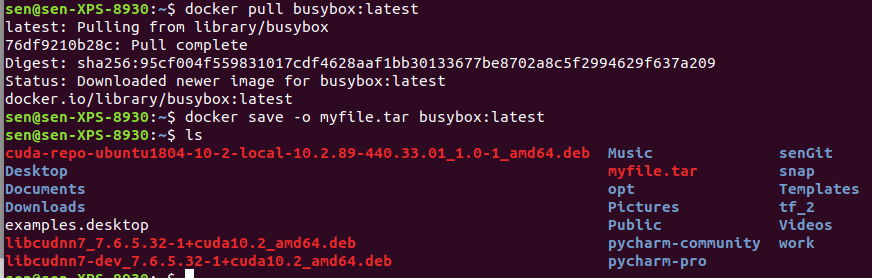 sen@sen-XPS-8930:~$ docker pull busybox:latest
latest: Pulling from library/busybox
76df9210b28c: Pull complete
Digest: sha256:95cf004f559831017cdf4628aaf1bb30133677be8702a8c5f2994629f637a209
Status: Downloaded newer image for busybox:latest
docker.io/library/busybox:latest
sen@sen-XPS-8930:~$ docker save -o myfile.tar busybox:latest
sen@sen-XPS-8930:~$ ls
cuda-repo-ubuntu1804-10-2-local-10.2.89-440.33.01_1.0-1_amd64.deb Music senGit
Desktop myfile.tar snap
Documents opt Templates
Downloads Pictures tf_2
examples.desktop Public Videos
libcudnn7_7.6.5.32-1+cuda10.2_amd64.deb pycharm-community work
libcudnn7-dev_7.6.5.32-1+cuda10.2_amd64.deb pycharm-pro
sen@sen-XPS-8930:~$